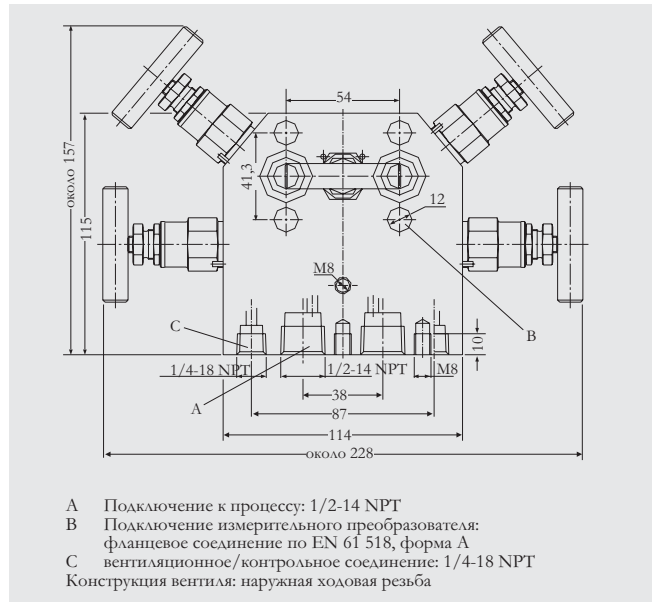 54
около 157
115
41,3
12
M8
C
B
10
1/4-18 NPT
1/2-14 NPT
M8
A
38
87
114
около 228
A Подключение к процессу: 1/2-14 NPT
B Подключение измерительного преобразователя:
фланцевое соединение по EN 61 518, форма A
C вентиляционное/контрольное соединение: 1/4-18 NPT
Конструкция вентиля: наружная ходовая резьба